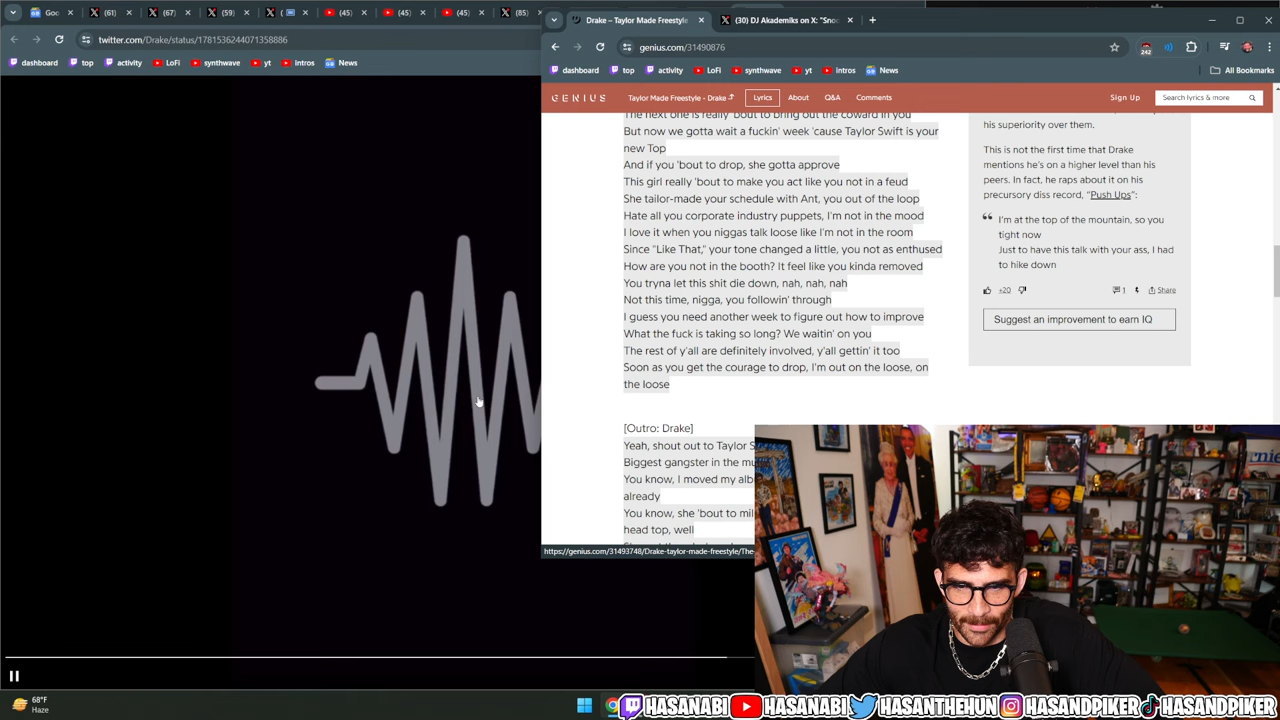 Goo
(61)
(67)
(59)
(45)
(45)
(45)
(85)
Drake – Taylor Made Freestyle
(30) DJ Akademiks on X: "Snoo
twitter.com/Drake/status/1781536244071358886
genius.com/31490876
242
dashboard
top
activity
LoFi
synthwave
yt
intros
News
dashboard
top
activity
LoFi
synthwave
yt
intros
News
All Bookmarks
GENIUS
Taylor Made Freestyle - Drake
Lyrics
About
Q&A
Comments
Sign Up
Search lyrics & more
The next one is really 'bout to bring out the coward in you
But now we gotta wait a fuckin' week 'cause Taylor Swift is your
new Top
And if you 'bout to drop, she gotta approve
This girl really 'bout to make you act like you not in a feud
She tailor-made your schedule with Ant, you out of the loop
Hate all you corporate industry puppets, I'm not in the mood
I love it when you niggas talk loose like I'm not in the room
Since "Like That," your tone changed a little, you not as enthused
How are you not in the booth? It feel like you kinda removed
You tryna let this shit die down, nah, nah, nah
Not this time, nigga, you followin' through
I guess you need another week to figure out how to improve
What the fuck is taking so long? We waitin' on you
The rest of y'all are definitely involved, y'all gettin' it too
Soon as you get the courage to drop, I'm out on the loose, on
the loose
[Outro: Drake]
Yeah, shout out to Taylor S
Biggest gangster in the mu
You know, I moved my alb
already
You know, she 'bout to mil
head top, well
his superiority over them.
This is not the first time that Drake
mentions he's on a higher level than his
peers. In fact, he raps about it on his
precursory diss record, "Push Ups":
I'm at the top of the mountain, so you
tight now
Just to have this talk with your ass, I had
to hike down
+20
1
Share
Suggest an improvement to earn IQ
https://genius.com/31493748/Drake-taylor-made-freestyle/The
68°F
Haze
HASANABI
HASANABI
HASANTHEHUN
HASANDPIKER
HASANDPIKER